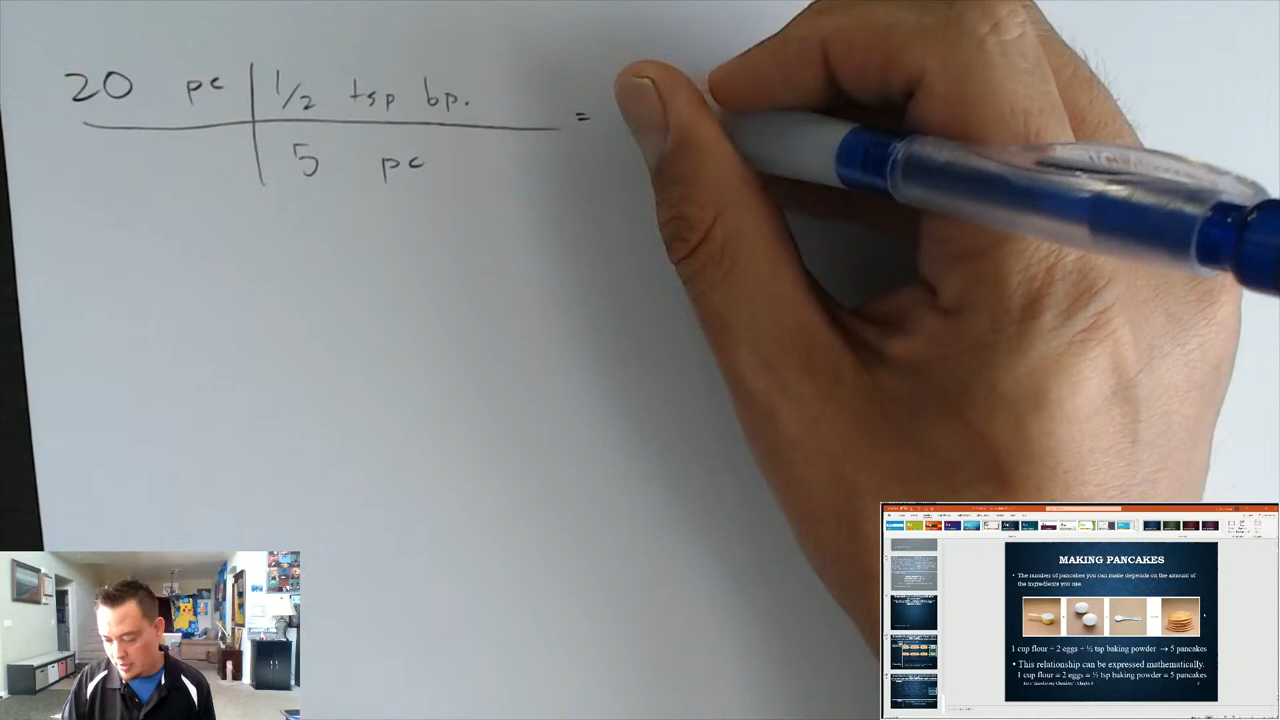 20 pc 1/2 tsp bp. =
5 pc
MAKING PANCAKES
• The number of pancakes you can make depends on the amount of
the ingredients you use.
1 cup flour + 2 eggs + ½ tsp baking powder → 5 pancakes
• This relationship can be expressed mathematically.
1 cup flour = 2 eggs = ½ tsp baking powder = 5 pancakes